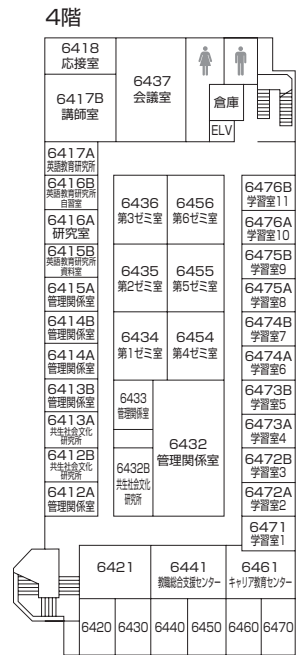 4階
6418
応接室
6417B
講師室
6437
会議室
倉庫
ELV
6417A
英語教育研究所
6416B
英語教育研究所
自習室
6416A
研究室
6415B
英語教育研究所
資料室
6415A
管理関係室
6414B
管理関係室
6414A
管理関係室
6413B
管理関係室
6413A
共生社会文化
研究所
6412B
共生社会文化
研究所
6412A
管理関係室
6436
第3ゼミ室
6456
第6ゼミ室
6435
第2ゼミ室
6455
第5ゼミ室
6434
第1ゼミ室
6454
第4ゼミ室
6433
管理関係室
6432
管理関係室
6432B
共生社会文化
研究所
6476B
学習室11
6476A
学習室10
6475B
学習室9
6475A
学習室8
6474B
学習室7
6474A
学習室6
6473B
学習室5
6473A
学習室4
6472B
学習室3
6472A
学習室2
6471
学習室1
6421
6441
教職総合支援センター
6461
キャリア教育センター
6420
6430
6440
6450
6460
6470